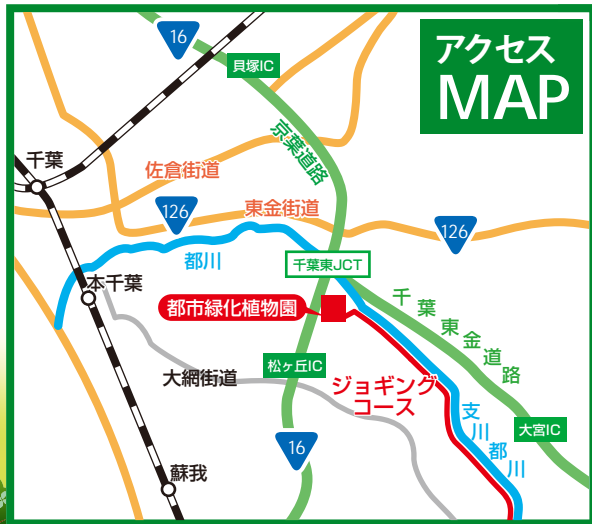 アクセス
MAP
16
貝塚IC
京葉道路
千葉
佐倉街道
126
東金街道
126
都川
千葉東JCT
本千葉
都市緑化植物園
千葉東金道路
大網街道
松ヶ丘IC
ジョギング
コース
支川都川
大宮IC
16
蘇我